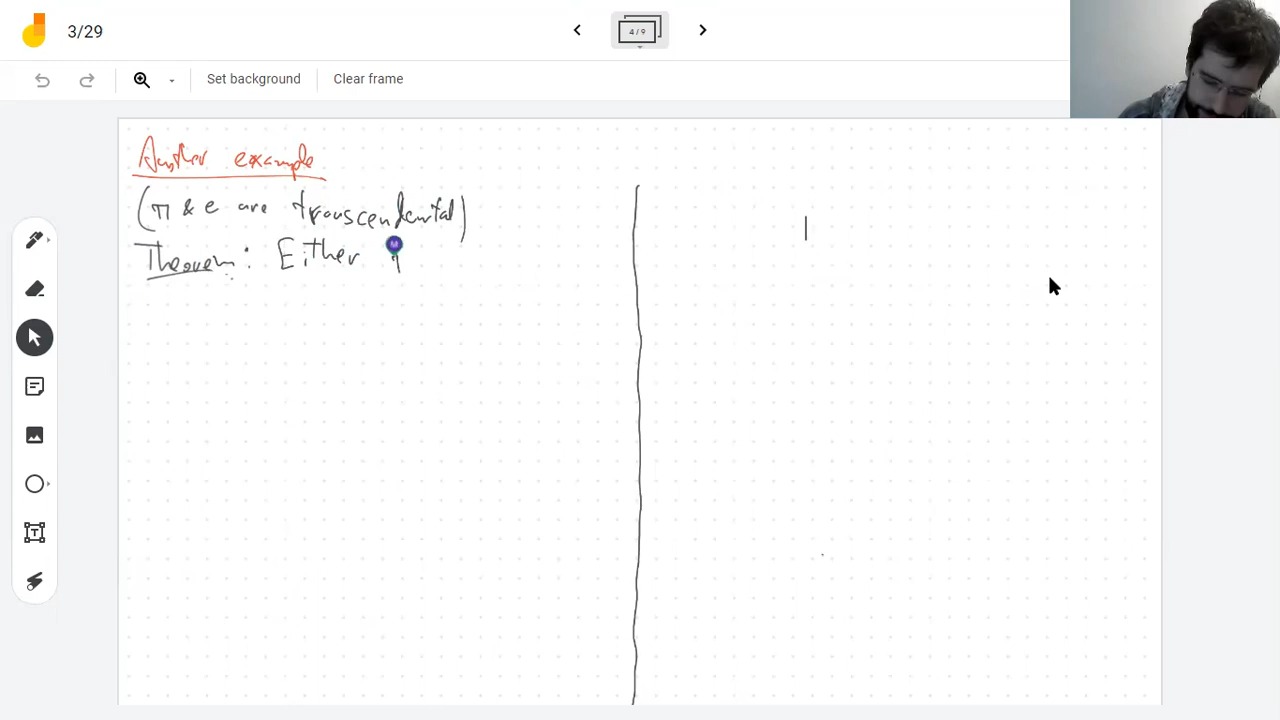 3/29
4 / 9
Set background
Clear frame
Another example
(π & e are transcendental)
Theorem: Either
M